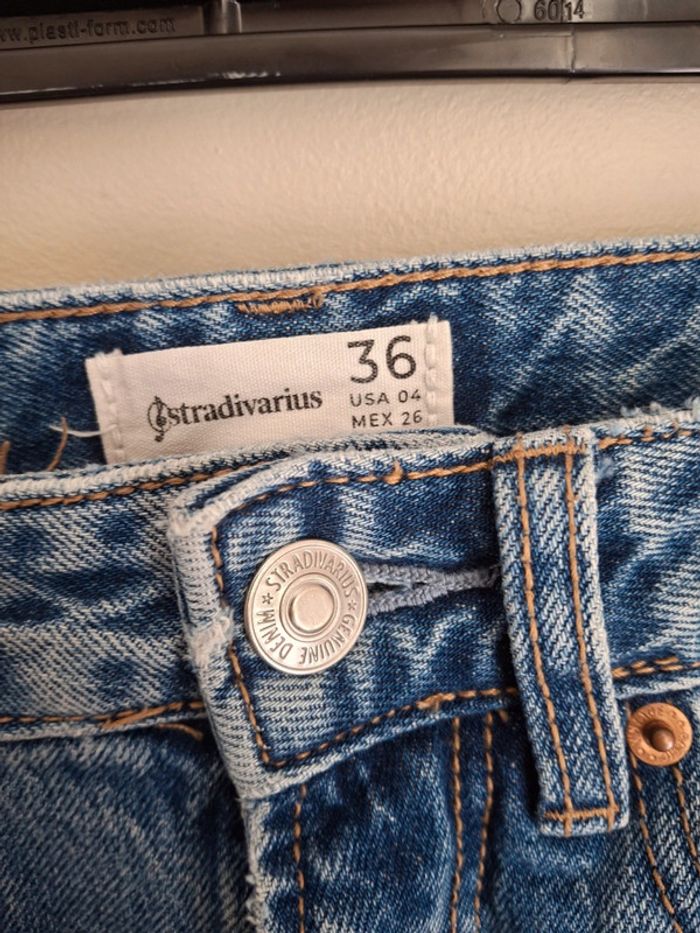 www.plasti-form.com
6014
stradivarius
36
USA 04
MEX 26
STRADIVARIUS * GENUINE DENIM *